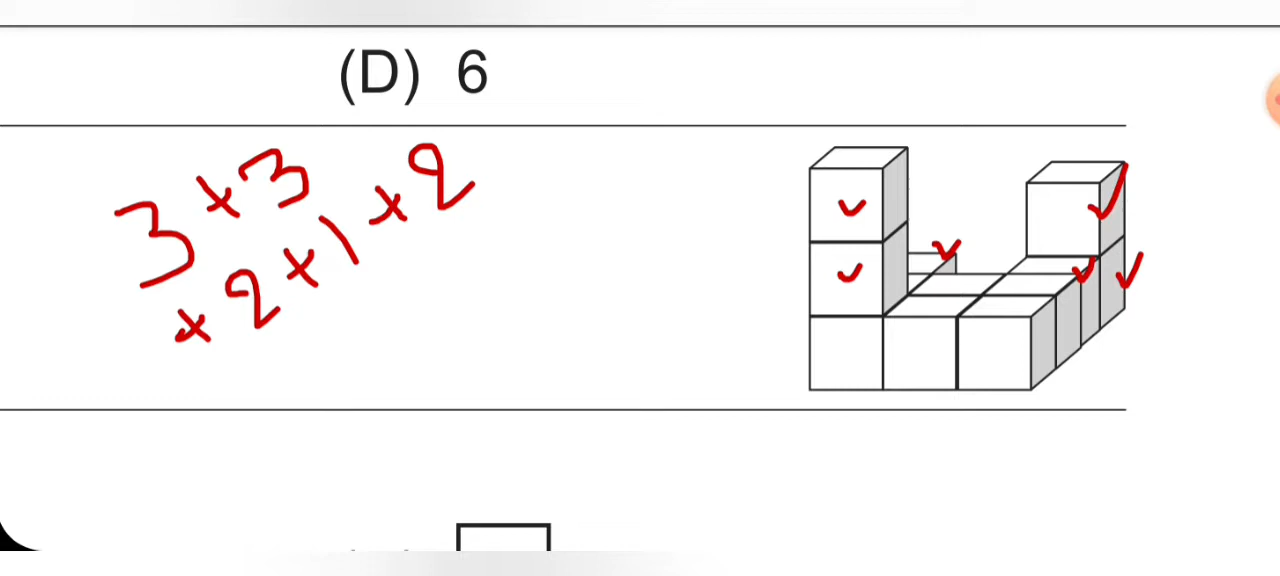 (D) 6
3 + 3
+ 2 + 1 + 2